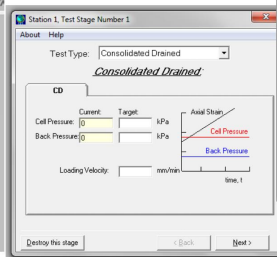 Station 1, Test Stage Number 1
About Help
Test Type: Consolidated Drained
Consolidated Drained:
CD
Current: Target:
Cell Pressure: 0 kPa
Back Pressure: 0 kPa
Loading Velocity: mm/min
Axial Strain
Cell Pressure
Back Pressure
time, t
Destroy this stage
< Back
Next >